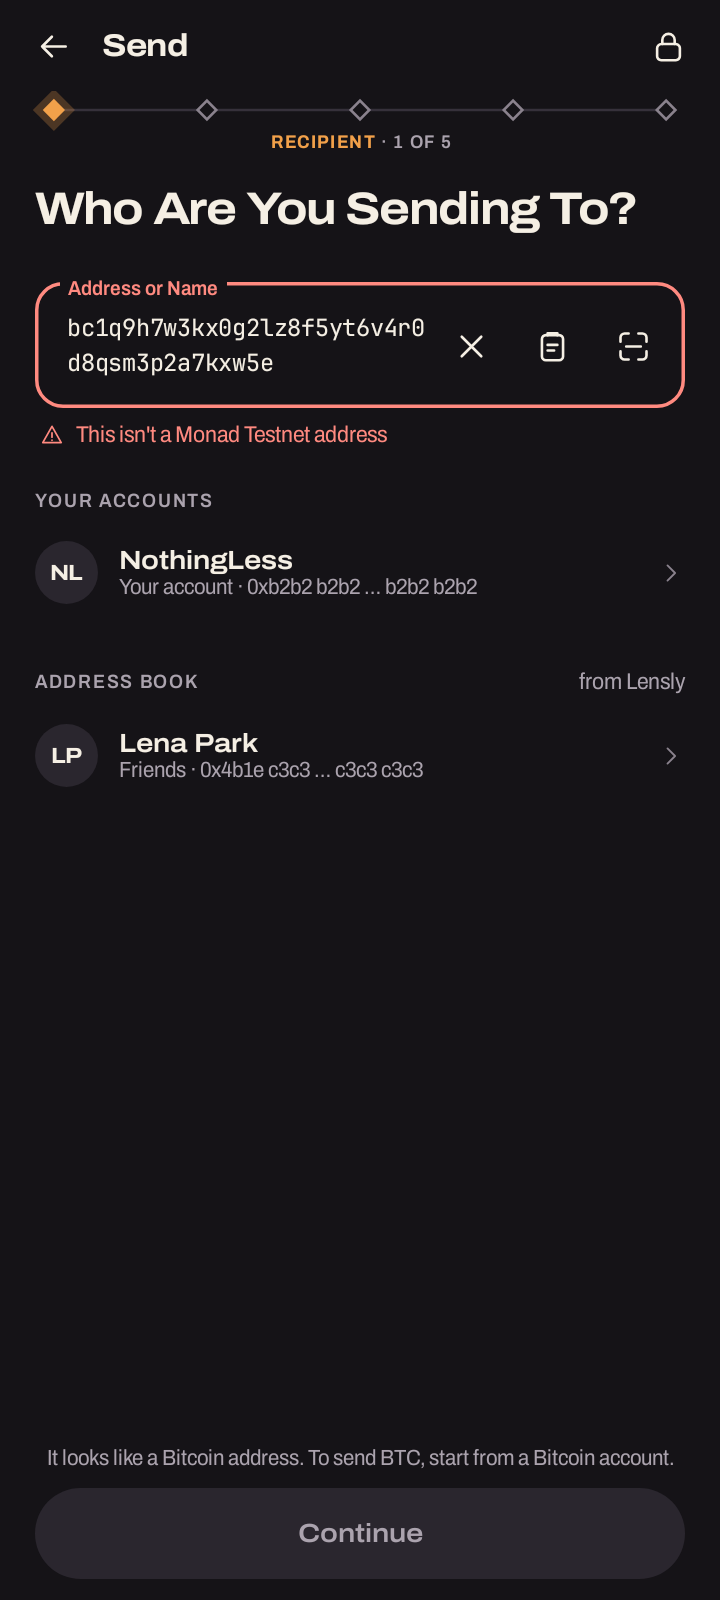 Send
RECIPIENT · 1 OF 5
Who Are You Sending To?
Address or Name
bc1q9h7w3kx0g2lz8f5yt6v4r0
d8qsm3p2a7kxw5e
This isn't a Monad Testnet address
YOUR ACCOUNTS
NL
NothingLess
Your account · 0xb2b2 b2b2 … b2b2 b2b2
ADDRESS BOOK
from Lensly
LP
Lena Park
Friends · 0x4b1e c3c3 … c3c3 c3c3
It looks like a Bitcoin address. To send BTC, start from a Bitcoin account.
Continue